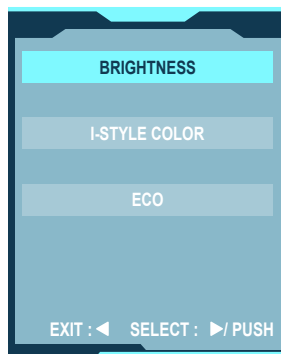 BRIGHTNESS
I-STYLE COLOR
ECO
EXIT : ◀ SELECT : ▶/ PUSH